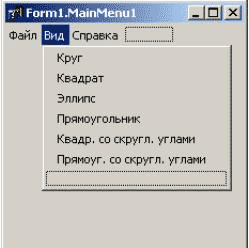 Form1.MainMenu1
Файл Вид Справка
Круг
Квадрат
Эллипс
Прямоугольник
Квадр. со скругл. углами
Прямоуг. со скругл. углами